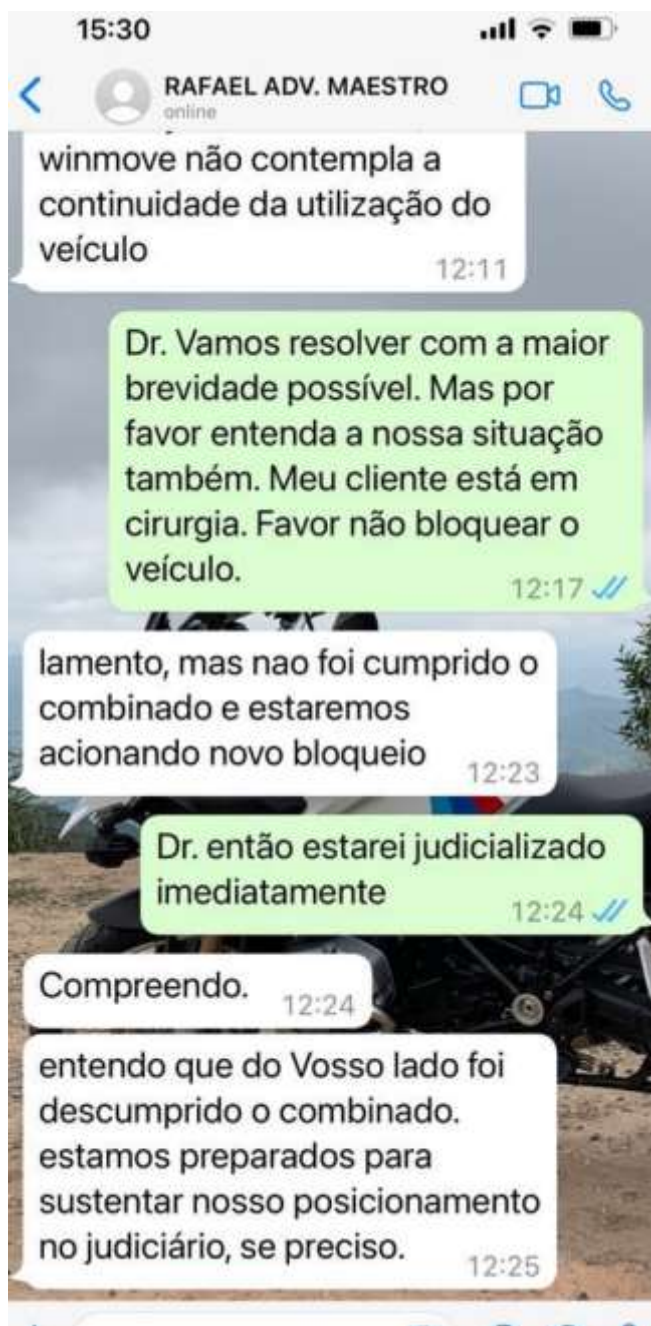 15:30
RAFAEL ADV. MAESTRO
online
winmove não contempla a
continuidade da utilização do
veículo
12:11
Dr. Vamos resolver com a maior
brevidade possível. Mas por
favor entenda a nossa situação
também. Meu cliente está em
cirurgia. Favor não bloquear o
veículo.
12:17
lamento, mas nao foi cumprido o
combinado e estaremos
acionando novo bloqueio
12:23
Dr. então estarei judicializado
imediatamente
12:24
Compreendo.
12:24
entendo que do Vosso lado foi
descumprido o combinado.
estamos preparados para
sustentar nosso posicionamento
no judiciário, se preciso.
12:25